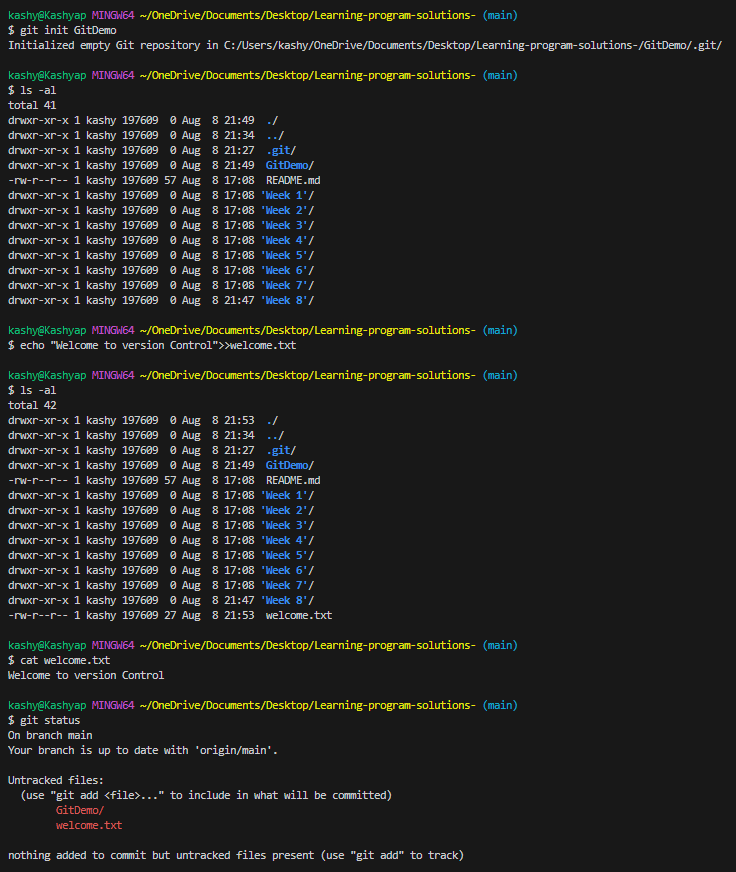 kashy@Kashyap MINGW64 ~/OneDrive/Documents/Desktop/Learning-program-solutions- (main)
$ git init GitDemo
Initialized empty Git repository in C:/Users/kashy/OneDrive/Documents/Desktop/Learning-program-solutions-/GitDemo/.git/

kashy@Kashyap MINGW64 ~/OneDrive/Documents/Desktop/Learning-program-solutions- (main)
$ ls -al
total 41
drwxr-xr-x 1 kashy 197609  0 Aug  8 21:49  ./
drwxr-xr-x 1 kashy 197609  0 Aug  8 21:34  ../
drwxr-xr-x 1 kashy 197609  0 Aug  8 21:27  .git/
drwxr-xr-x 1 kashy 197609  0 Aug  8 21:49  GitDemo/
-rw-r--r-- 1 kashy 197609 57 Aug  8 17:08  README.md
drwxr-xr-x 1 kashy 197609  0 Aug  8 17:08 'Week 1'/
drwxr-xr-x 1 kashy 197609  0 Aug  8 17:08 'Week 2'/
drwxr-xr-x 1 kashy 197609  0 Aug  8 17:08 'Week 3'/
drwxr-xr-x 1 kashy 197609  0 Aug  8 17:08 'Week 4'/
drwxr-xr-x 1 kashy 197609  0 Aug  8 17:08 'Week 5'/
drwxr-xr-x 1 kashy 197609  0 Aug  8 17:08 'Week 6'/
drwxr-xr-x 1 kashy 197609  0 Aug  8 17:08 'Week 7'/
drwxr-xr-x 1 kashy 197609  0 Aug  8 21:47 'Week 8'/

kashy@Kashyap MINGW64 ~/OneDrive/Documents/Desktop/Learning-program-solutions- (main)
$ echo "Welcome to version Control">>welcome.txt

kashy@Kashyap MINGW64 ~/OneDrive/Documents/Desktop/Learning-program-solutions- (main)
$ ls -al
total 42
drwxr-xr-x 1 kashy 197609  0 Aug  8 21:53  ./
drwxr-xr-x 1 kashy 197609  0 Aug  8 21:34  ../
drwxr-xr-x 1 kashy 197609  0 Aug  8 21:27  .git/
drwxr-xr-x 1 kashy 197609  0 Aug  8 21:49  GitDemo/
-rw-r--r-- 1 kashy 197609 57 Aug  8 17:08  README.md
drwxr-xr-x 1 kashy 197609  0 Aug  8 17:08 'Week 1'/
drwxr-xr-x 1 kashy 197609  0 Aug  8 17:08 'Week 2'/
drwxr-xr-x 1 kashy 197609  0 Aug  8 17:08 'Week 3'/
drwxr-xr-x 1 kashy 197609  0 Aug  8 17:08 'Week 4'/
drwxr-xr-x 1 kashy 197609  0 Aug  8 17:08 'Week 5'/
drwxr-xr-x 1 kashy 197609  0 Aug  8 17:08 'Week 6'/
drwxr-xr-x 1 kashy 197609  0 Aug  8 17:08 'Week 7'/
drwxr-xr-x 1 kashy 197609  0 Aug  8 21:47 'Week 8'/
-rw-r--r-- 1 kashy 197609 27 Aug  8 21:53  welcome.txt

kashy@Kashyap MINGW64 ~/OneDrive/Documents/Desktop/Learning-program-solutions- (main)
$ cat welcome.txt
Welcome to version Control

kashy@Kashyap MINGW64 ~/OneDrive/Documents/Desktop/Learning-program-solutions- (main)
$ git status
On branch main
Your branch is up to date with 'origin/main'.

Untracked files:
  (use "git add <file>..." to include in what will be committed)
        GitDemo/
        welcome.txt

nothing added to commit but untracked files present (use "git add" to track)